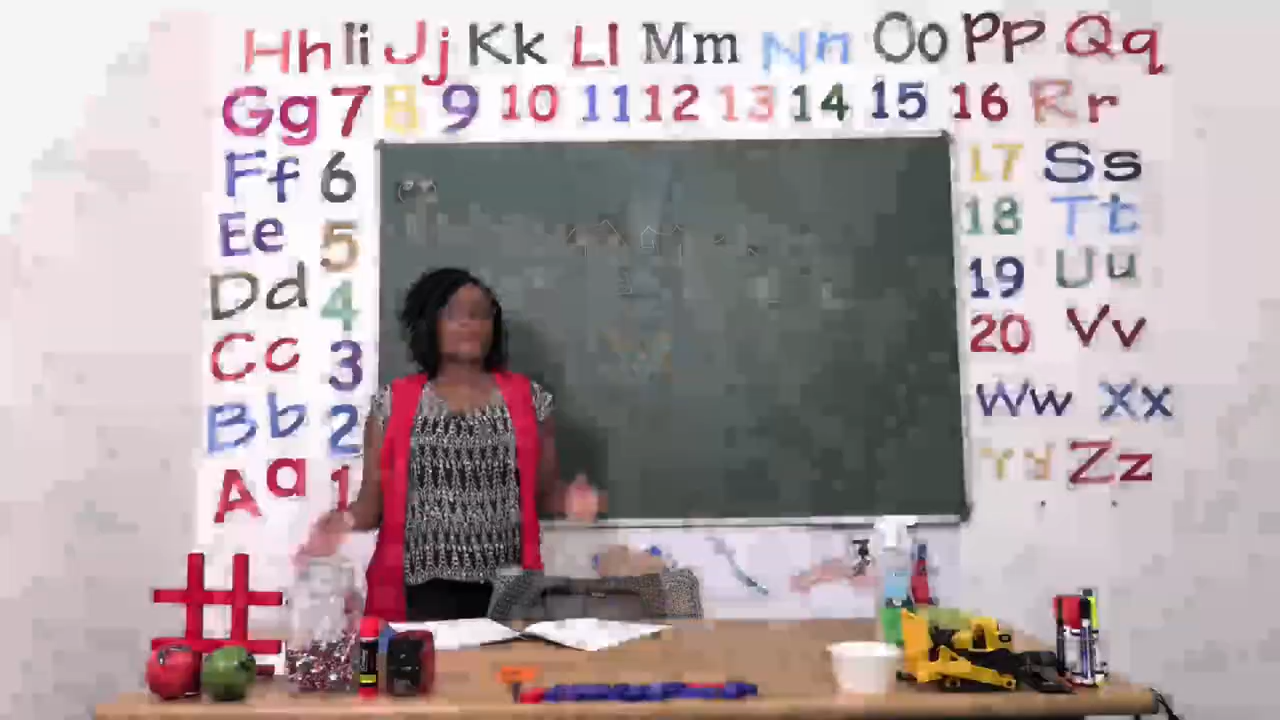 Hh Ii Jj Kk Ll Mm Nn Oo Pp Qq
Gg 7 8 9 10 11 12 13 14 15 16 Rr
Ff 6 17 Ss
Ee 5 18 Tt
Dd 4 19 Uu
Cc 3 20 Vv
Bb 2 Ww Xx
Aa 1 Yy Zz
#